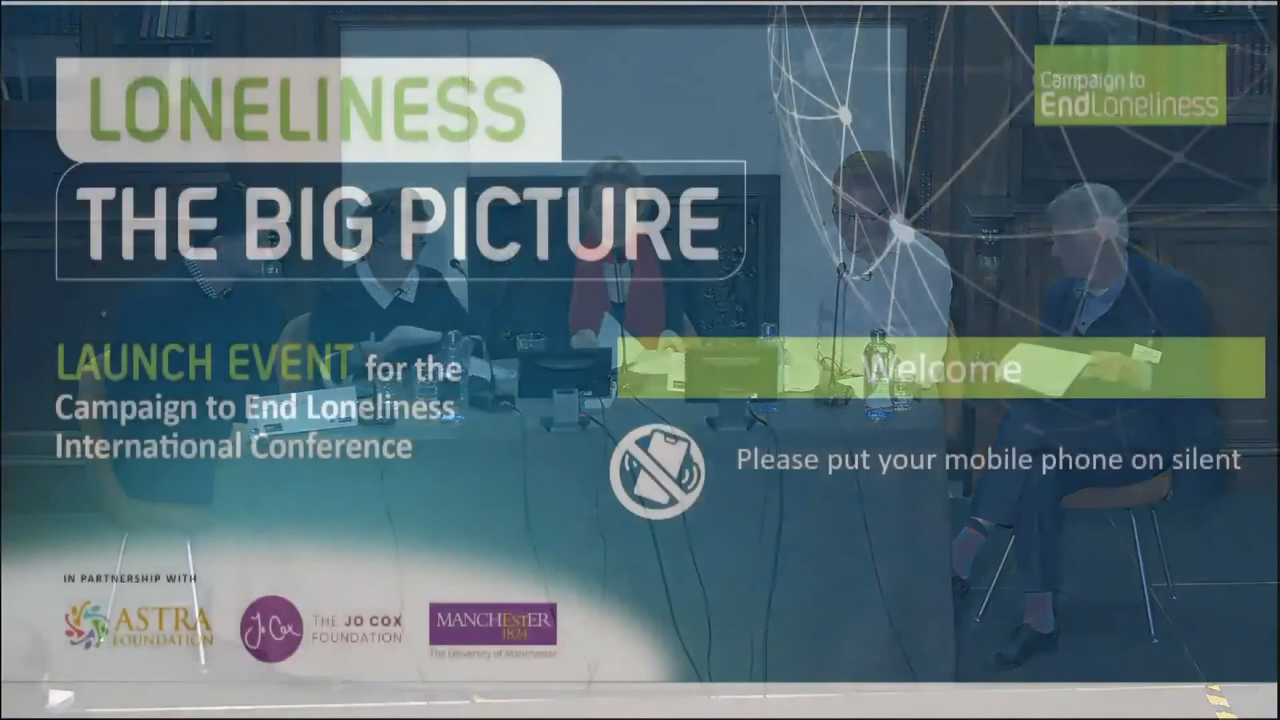 LONELINESS
THE BIG PICTURE
Campaign to
EndLoneliness
LAUNCH EVENT for the
Campaign to End Loneliness
International Conference
Welcome
Please put your mobile phone on silent
IN PARTNERSHIP WITH
ASTRA
FOUNDATION
Jo Cox
THE JO COX
FOUNDATION
MANCHESTER
1824
The University of Manchester